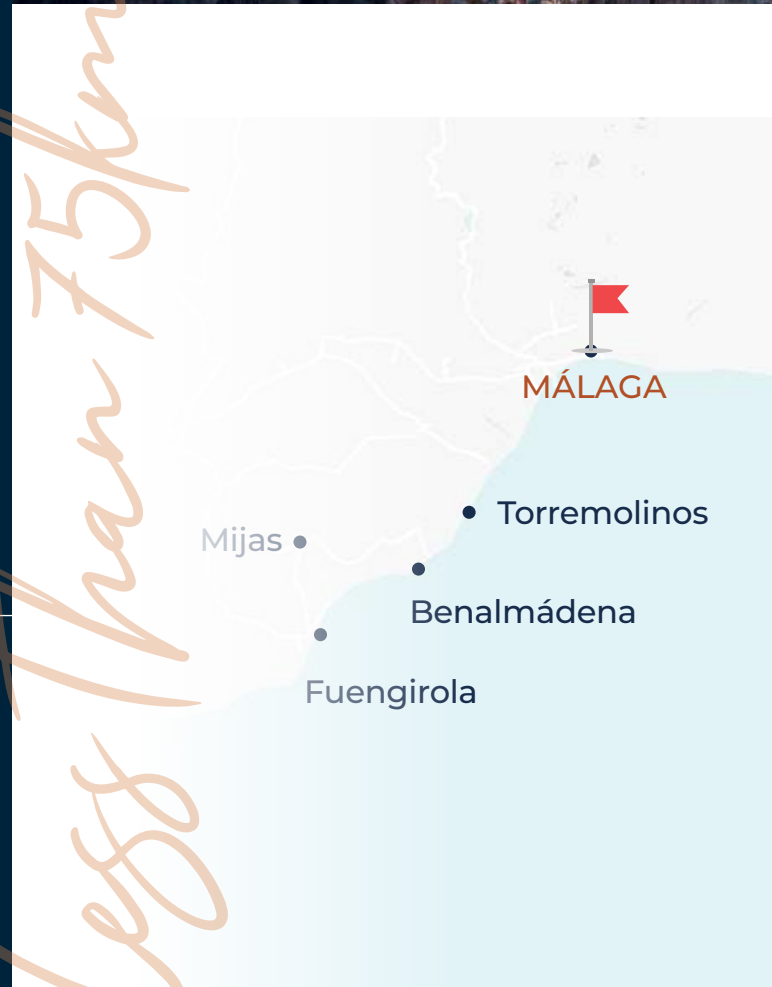 Less than 75km
MÁLAGA
Torremolinos
Mijas
Benalmádena
Fuengirola